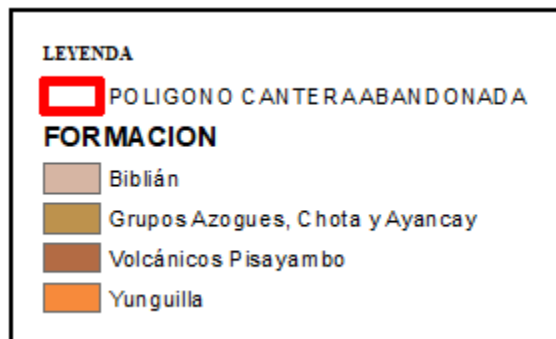 LEYENDA
POLIGONO CANTERAABANDONADA
FORMACION
Biblián
Grupos Azogues, Chota y Ayancay
Volcánicos Pisayambo
Yunguilla